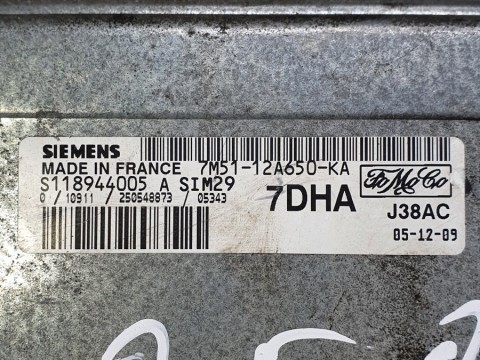 SIEMENS
MADE IN FRANCE 7M51-12A650-KA
S118944005 A SIM29
0 / 10911 / 250548873 / 05343
7DHA
FoMoCo
J38AC
05-12-09